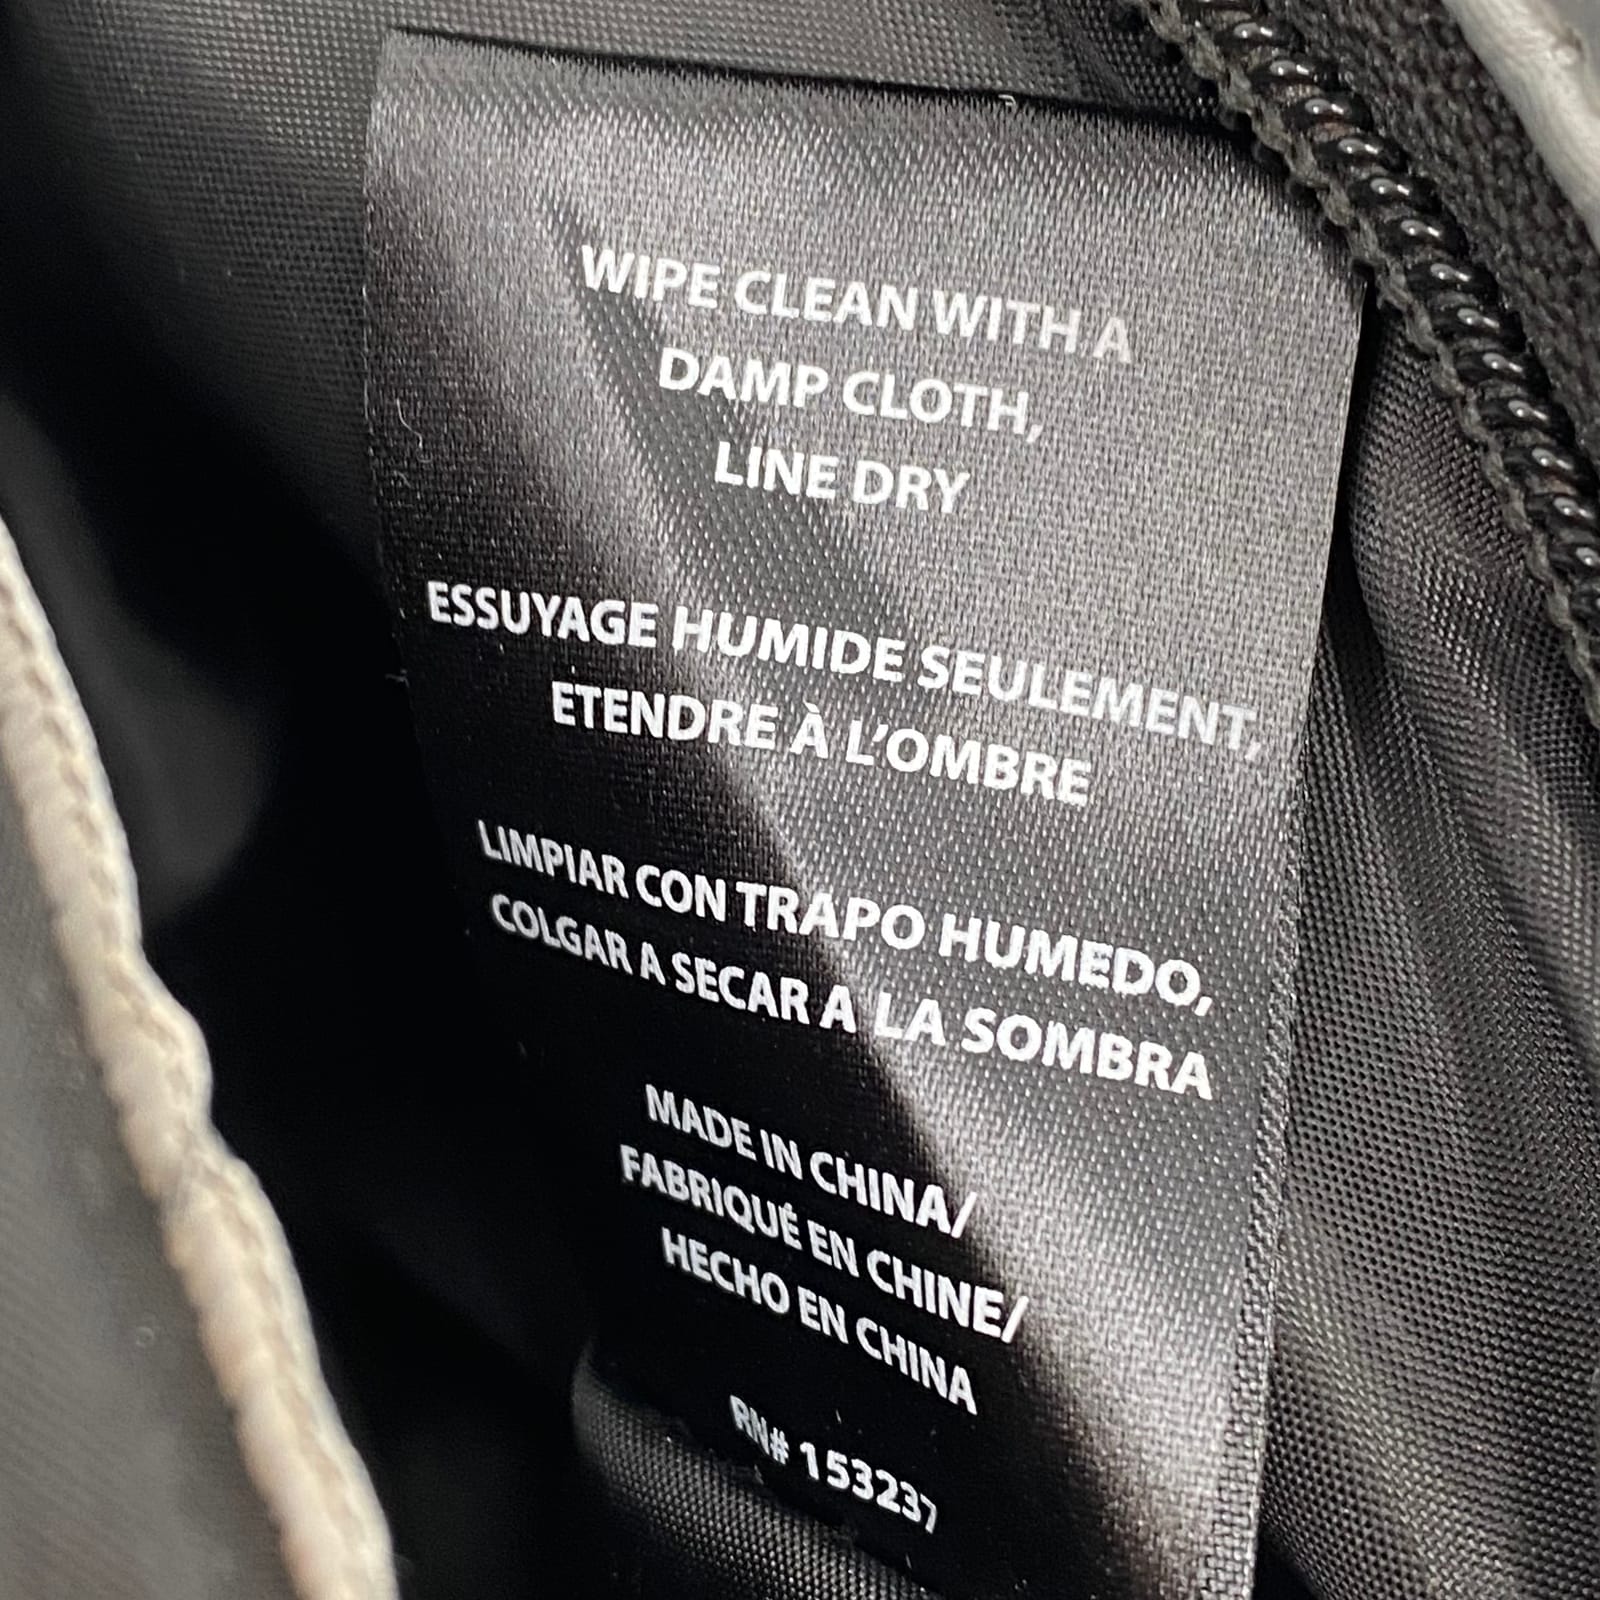 WIPE CLEAN WITH A
DAMP CLOTH,
LINE DRY
ESSUYAGE HUMIDE SEULEMENT,
ETENDRE À L'OMBRE
LIMPIAR CON TRAPO HUMEDO,
COLGAR A SECAR A LA SOMBRA
MADE IN CHINA/
FABRIQUÉ EN CHINE/
HECHO EN CHINA
RN# 153237